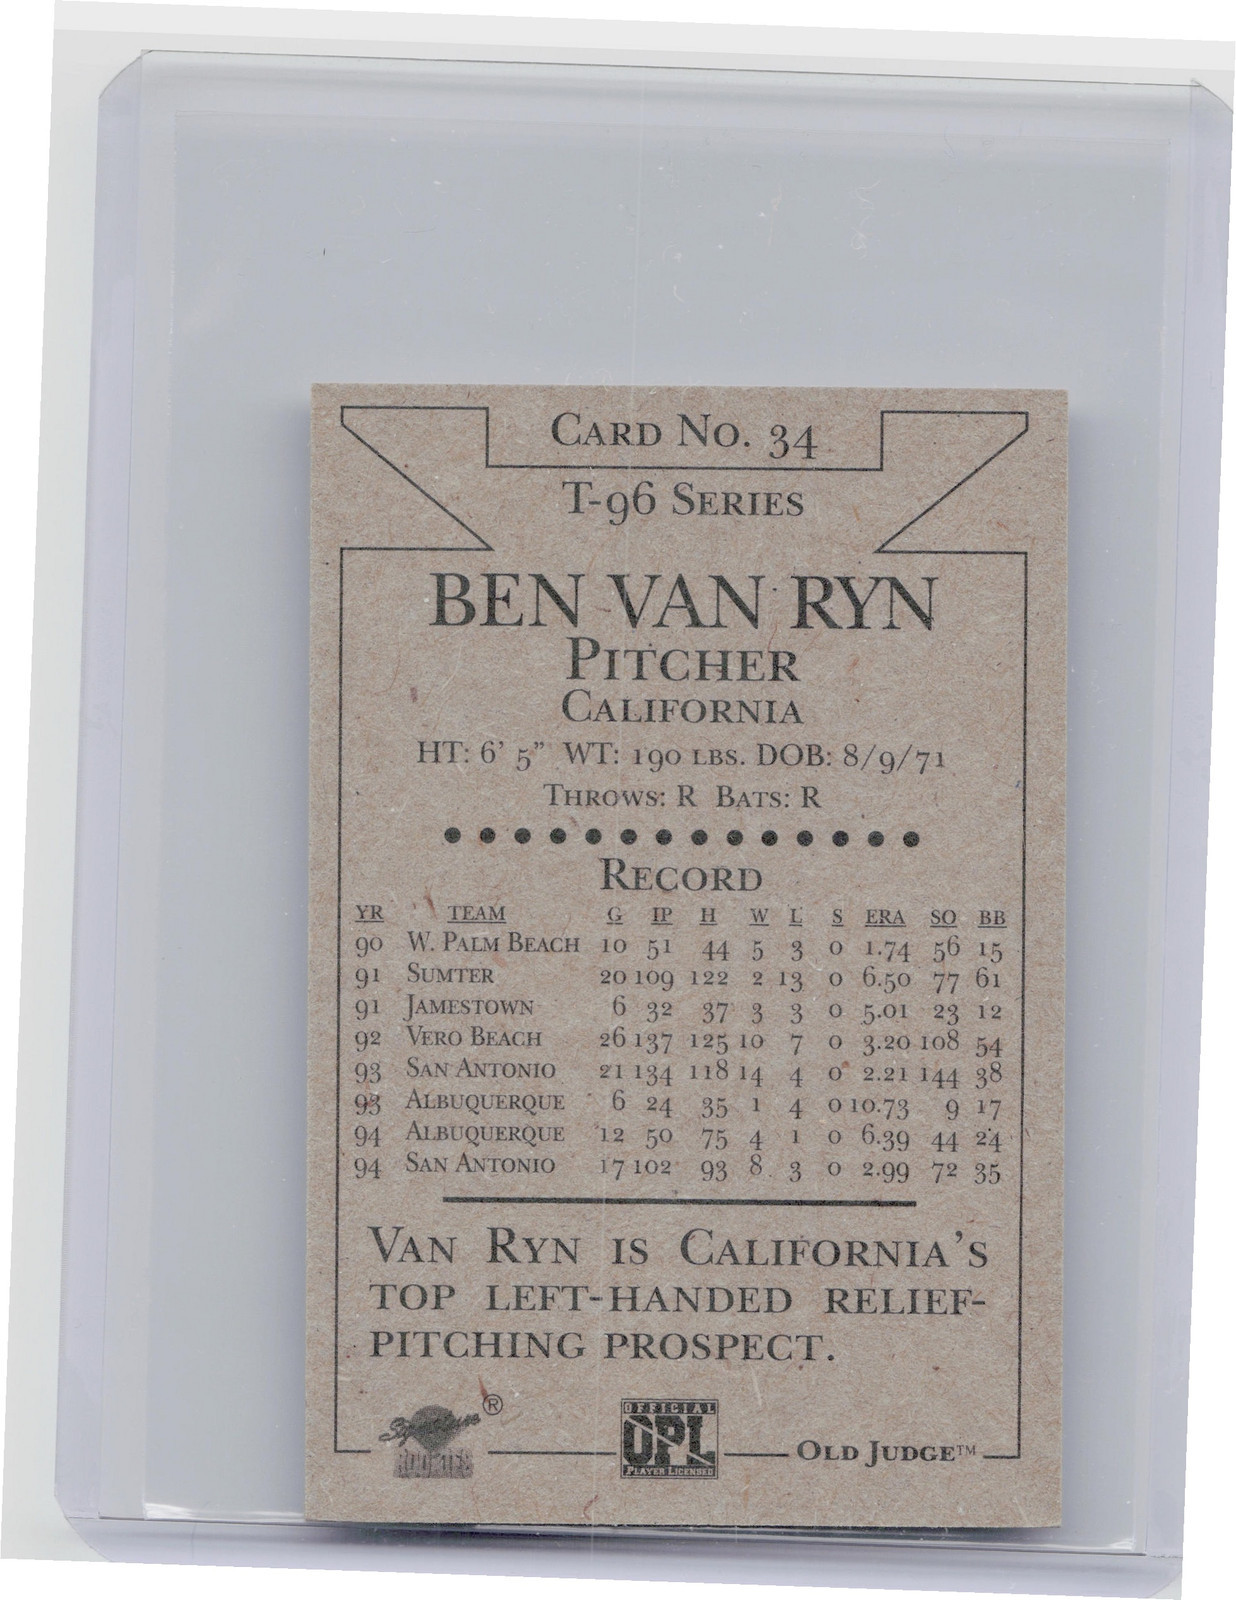 CARD NO. 34
T-96 SERIES
BEN VAN RYN
PITCHER
CALIFORNIA
HT: 6' 5" WT: 190 LBS. DOB: 8/9/71
THROWS: R BATS: R
RECORD
YR TEAM G IP H W L S ERA SO BB
90 W. PALM BEACH 10 51 44 5 3 0 1.74 56 15
91 SUMTER 20 109 122 2 13 0 6.50 77 61
91 JAMESTOWN 6 32 37 3 3 0 5.01 23 12
92 VERO BEACH 26 137 125 10 7 0 3.20 108 54
93 SAN ANTONIO 21 134 118 14 4 0 2.21 144 38
93 ALBUQUERQUE 6 24 35 1 4 0 10.73 9 17
94 ALBUQUERQUE 12 50 75 4 1 0 6.39 44 24
94 SAN ANTONIO 17 102 93 8 3 0 2.99 72 35
VAN RYN IS CALIFORNIA'S
TOP LEFT-HANDED RELIEF-
PITCHING PROSPECT.
®
OFFICIAL
OPL
PLAYER LICENSED
OLD JUDGE™